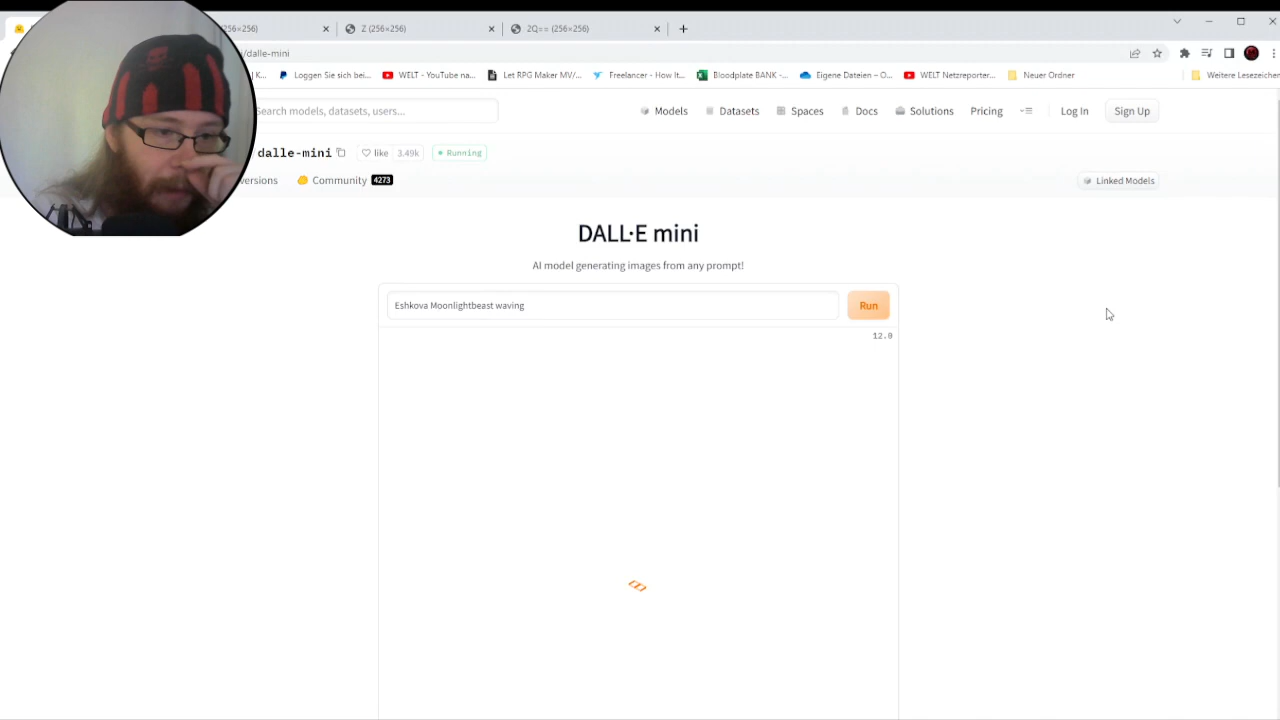 256×256)
Z (256×256)
2Q== (256×256)
/dalle-mini
K...
Loggen Sie sich bei...
WELT - YouTube na...
Let RPG Maker MV/...
Freelancer - How It...
Bloodplate BANK -...
Eigene Dateien – O...
WELT Netzreporter...
Neuer Ordner
Weitere Lesezeichen
Search models, datasets, users...
Models
Datasets
Spaces
Docs
Solutions
Pricing
Log In
Sign Up
dalle-mini
like 3.49k
Running
ersions
Community 4273
Linked Models
DALL·E mini
AI model generating images from any prompt!
Eshkova Moonlightbeast waving
Run
12.0